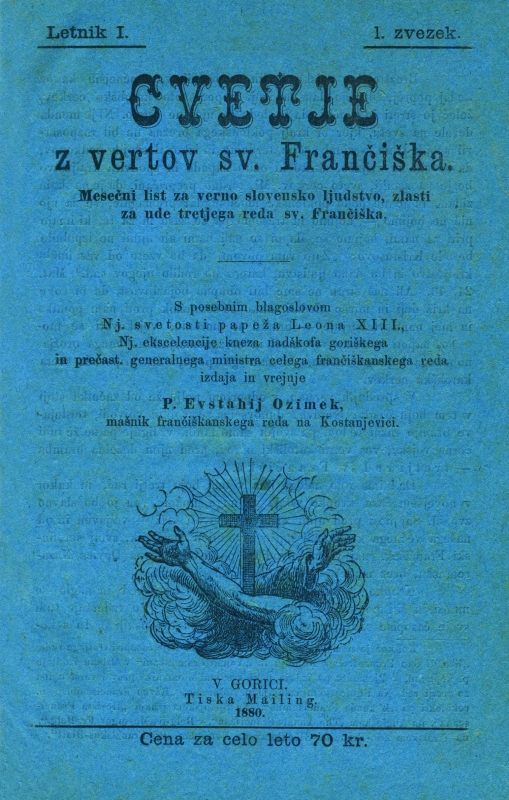 Letnik I.
1. zvezek.
CVETJE
z vertov sv. Frančiška.
Mesečni list za verno slovensko ljudstvo, zlasti
za ude tretjega reda sv. Frančiška.
S posebnim blagoslovom
Nj. svetosti papeža Leona XIII.,
Nj. ekscelencije kneza nadškofa goriškega
in prečast. generalnega ministra celega frančiškanskega reda
izdaja in vrejuje
P. Evstahij Ozimek,
mašnik frančiškanskega reda na Kostanjevici.
V GORICI.
Tiska Mailing.
1880.
Cena za celo leto 70 kr.